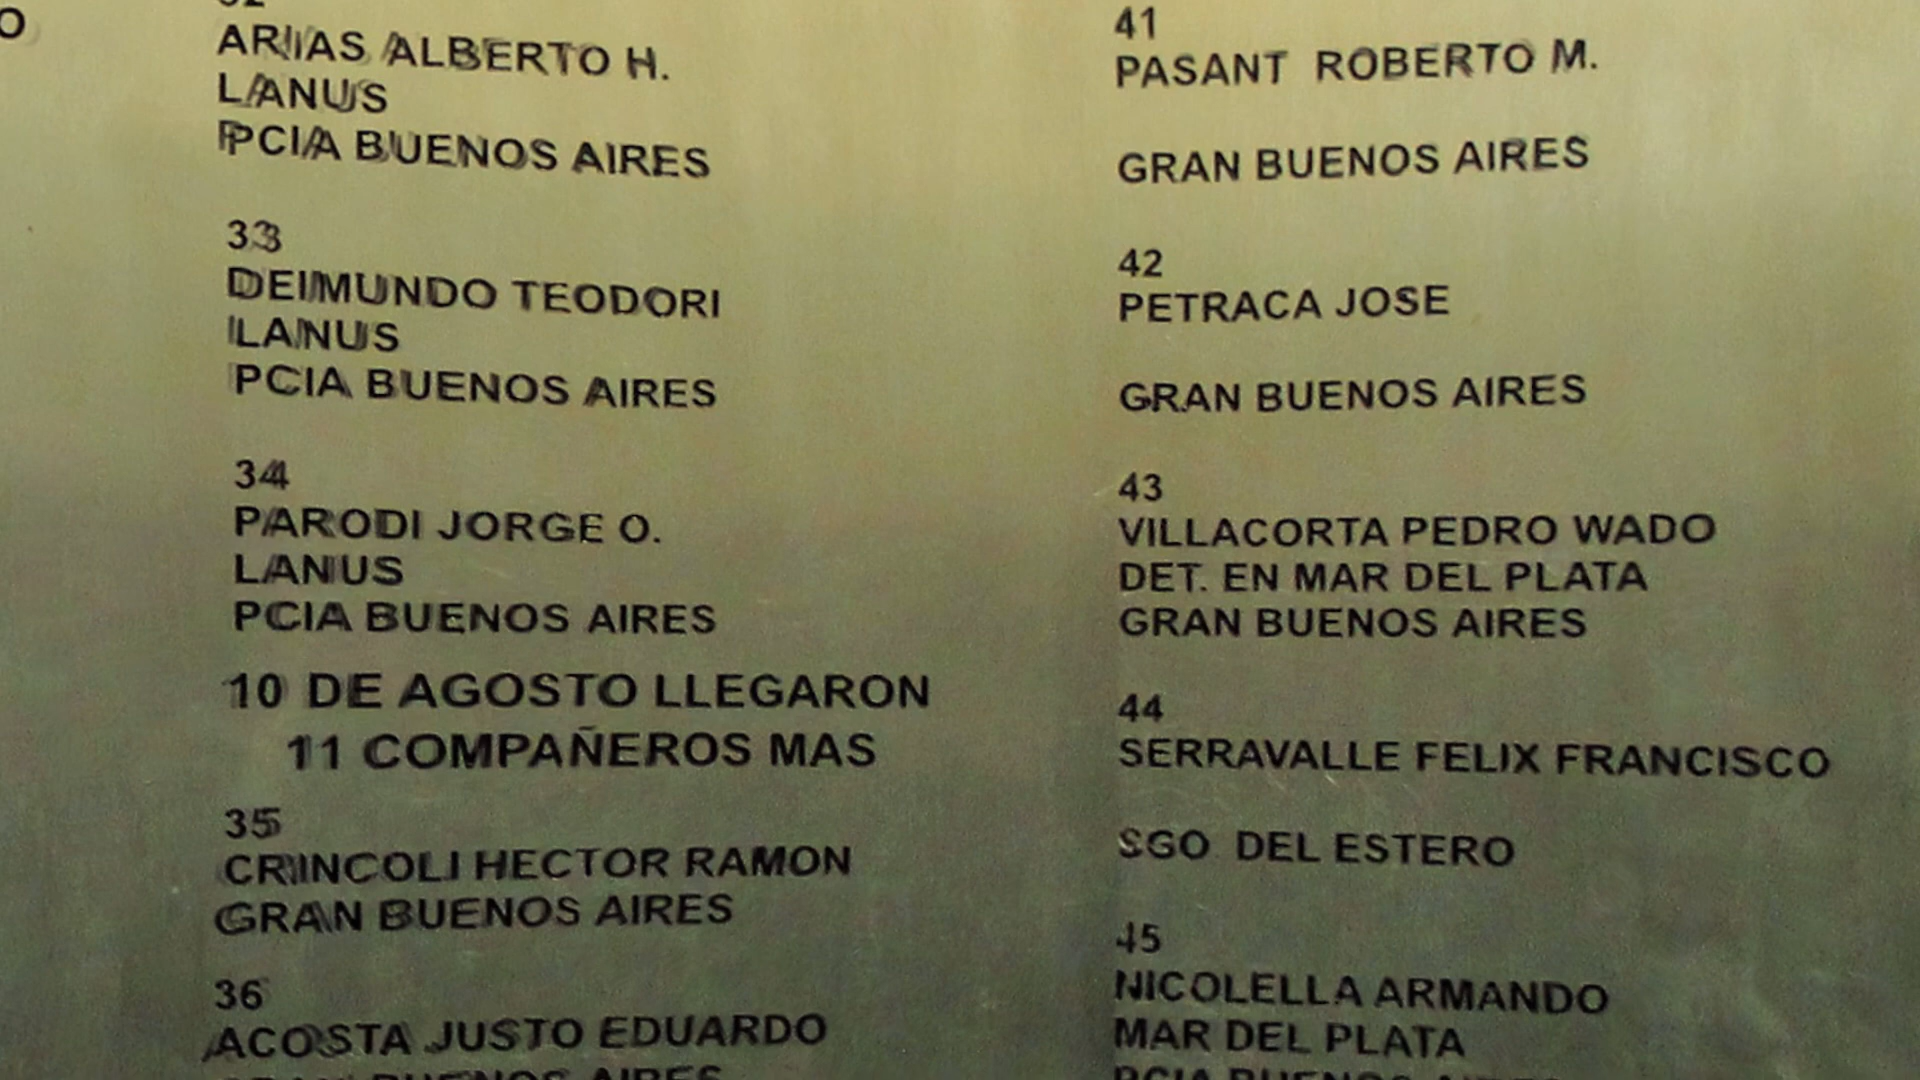 ARIAS ALBERTO H.
LANUS
PCIA BUENOS AIRES
33
DEIMUNDO TEODORI
LANUS
PCIA BUENOS AIRES
34
PARODI JORGE O.
LANUS
PCIA BUENOS AIRES
10 DE AGOSTO LLEGARON
11 COMPAÑEROS MAS
35
CRINCOLI HECTOR RAMON
GRAN BUENOS AIRES
36
ACOSTA JUSTO EDUARDO
GRAN BUENOS AIRES
41
PASANT ROBERTO M.
GRAN BUENOS AIRES
42
PETRACA JOSE
GRAN BUENOS AIRES
43
VILLACORTA PEDRO WADO
DET. EN MAR DEL PLATA
GRAN BUENOS AIRES
44
SERRAVALLE FELIX FRANCISCO
SGO DEL ESTERO
45
NICOLELLA ARMANDO
MAR DEL PLATA
PCIA BUENOS AIRES